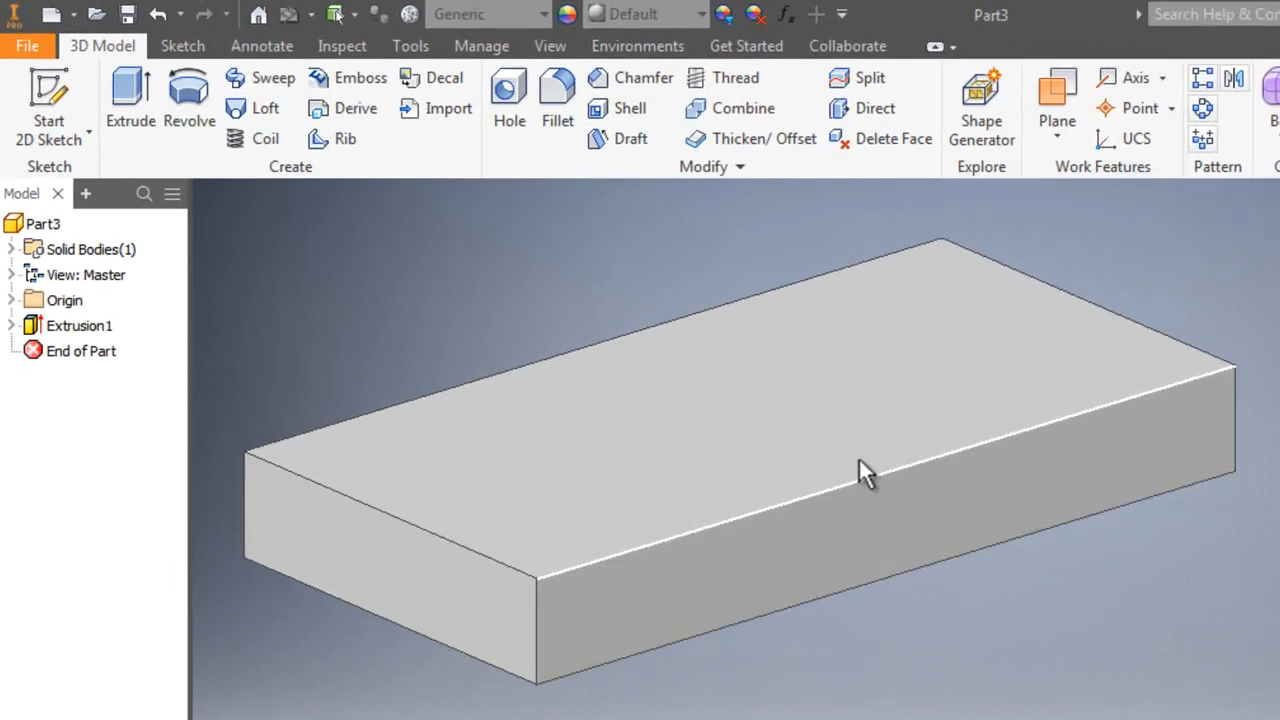 PRO Generic Default fx Part3 Search Help & Co
File 3D Model Sketch Annotate Inspect Tools Manage View Environments Get Started Collaborate
Sweep Emboss Decal Chamfer Thread Split Axis
Loft Derive Import Shell Combine Direct Point
Start Extrude Revolve Hole Fillet Shape Plane
2D Sketch Coil Rib Draft Thicken/ Offset Delete Face Generator UCS
Sketch Create Modify Explore Work Features Pattern
Model
Part3
Solid Bodies(1)
View: Master
Origin
Extrusion1
End of Part